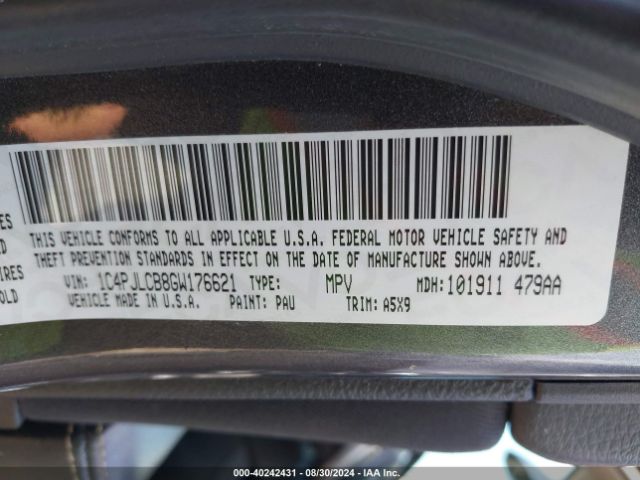 THIS VEHICLE CONFORMS TO ALL APPLICABLE U.S.A. FEDERAL MOTOR VEHICLE SAFETY AND
THEFT PREVENTION STANDARDS IN EFFECT ON THE DATE OF MANUFACTURE SHOWN ABOVE.
VIN: 1C4PJLCB8GW176621 TYPE: MPV MDH: 101911 479AA
VEHICLE MADE IN U.S.A. PAINT: PAU TRIM: A5X9
000-40242431 - 08/30/2024 - IAA Inc.